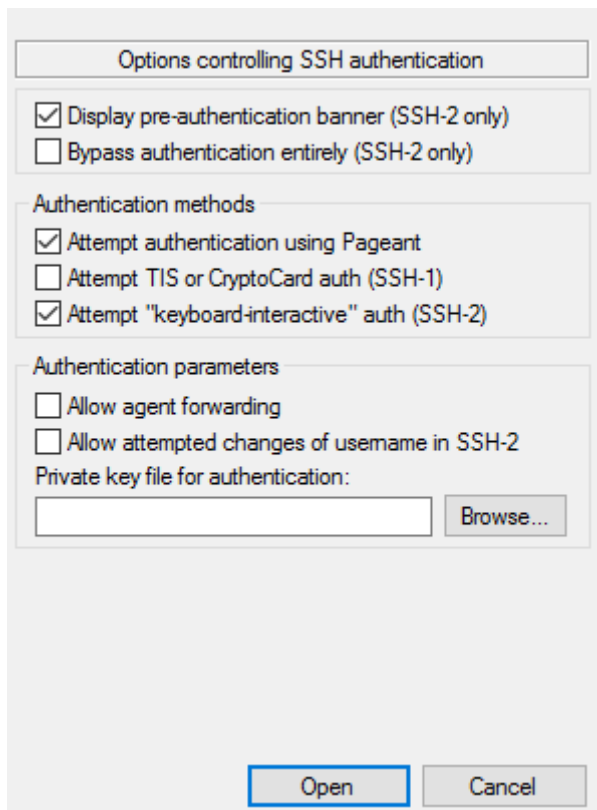 Options controlling SSH authentication
Display pre-authentication banner (SSH-2 only)
Bypass authentication entirely (SSH-2 only)
Authentication methods
Attempt authentication using Pageant
Attempt TIS or CryptoCard auth (SSH-1)
Attempt "keyboard-interactive" auth (SSH-2)
Authentication parameters
Allow agent forwarding
Allow attempted changes of username in SSH-2
Private key file for authentication:
Browse...
Open Cancel